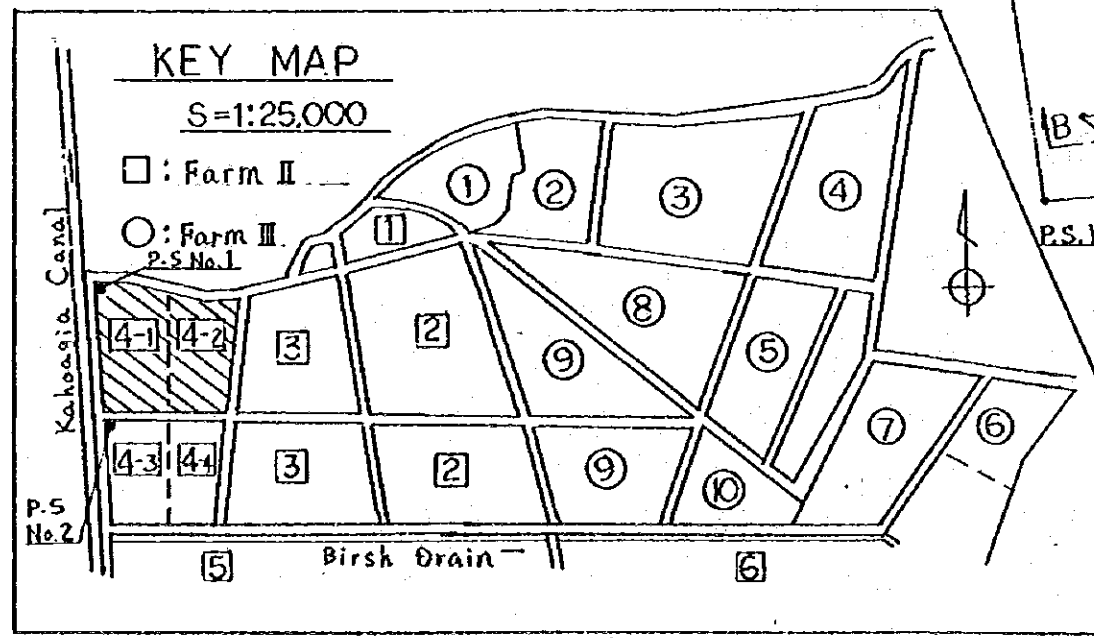 KEY MAP
S=1:25,000
□ : Farm II
○ : Farm III
P.S No.1
Kahoagia Canal
① ② ③ ④
1
4-1 4-2 3 2 ⑧ ⑤
⑨
⑦ ⑥
4-3 4-4 3 2 ⑨ ⑩
P.S
No.2
Birsh Drain →
5 6
B
P.S.